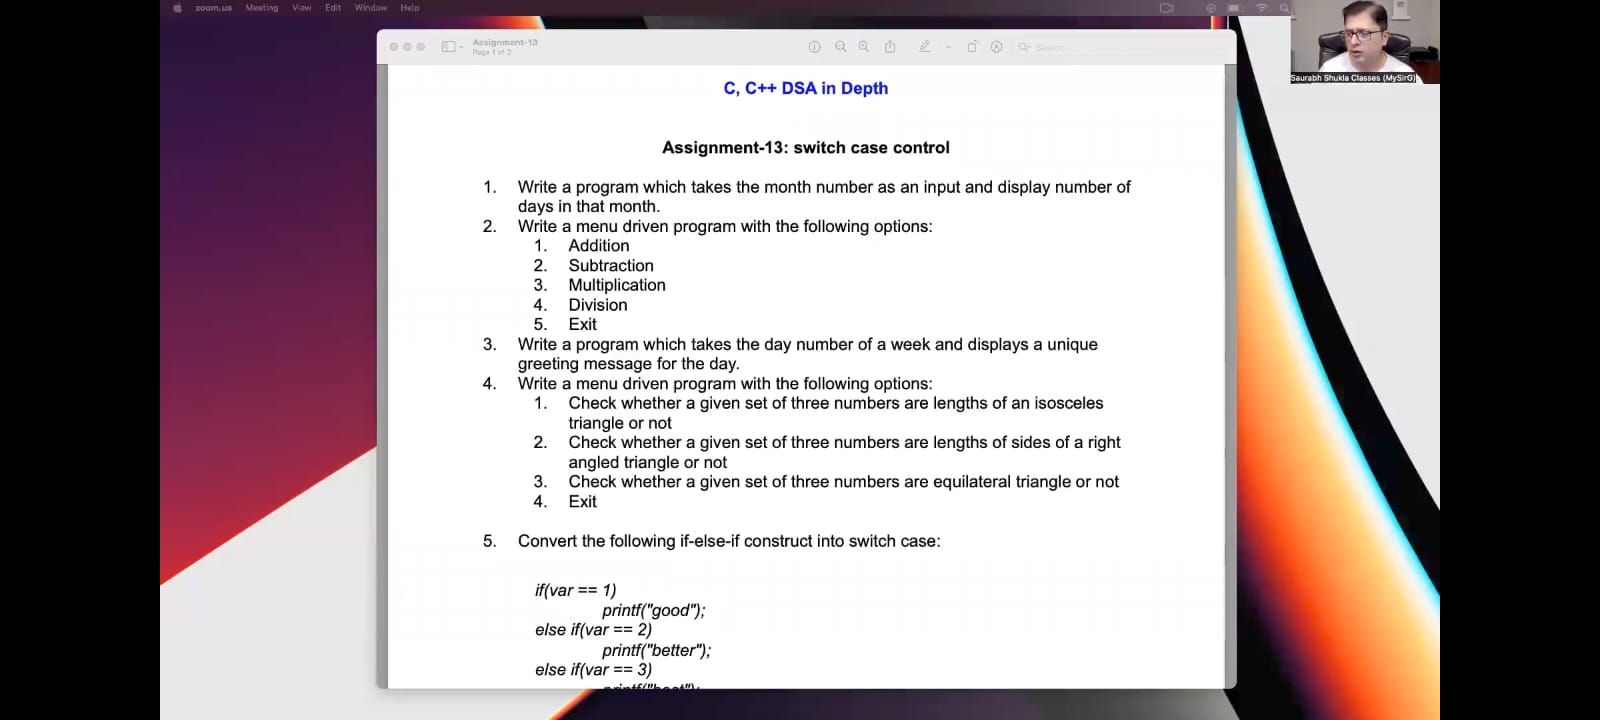 zoom.us Meeting View Edit Window Help
Assignment-13
Page 1 of 2
Search
Saurabh Shukla Classes (MySirG)
C, C++ DSA in Depth
Assignment-13: switch case control
1. Write a program which takes the month number as an input and display number of
days in that month.
2. Write a menu driven program with the following options:
1. Addition
2. Subtraction
3. Multiplication
4. Division
5. Exit
3. Write a program which takes the day number of a week and displays a unique
greeting message for the day.
4. Write a menu driven program with the following options:
1. Check whether a given set of three numbers are lengths of an isosceles
triangle or not
2. Check whether a given set of three numbers are lengths of sides of a right
angled triangle or not
3. Check whether a given set of three numbers are equilateral triangle or not
4. Exit
5. Convert the following if-else-if construct into switch case:
if(var == 1)
printf("good");
else if(var == 2)
printf("better");
else if(var == 3)
printf("best");